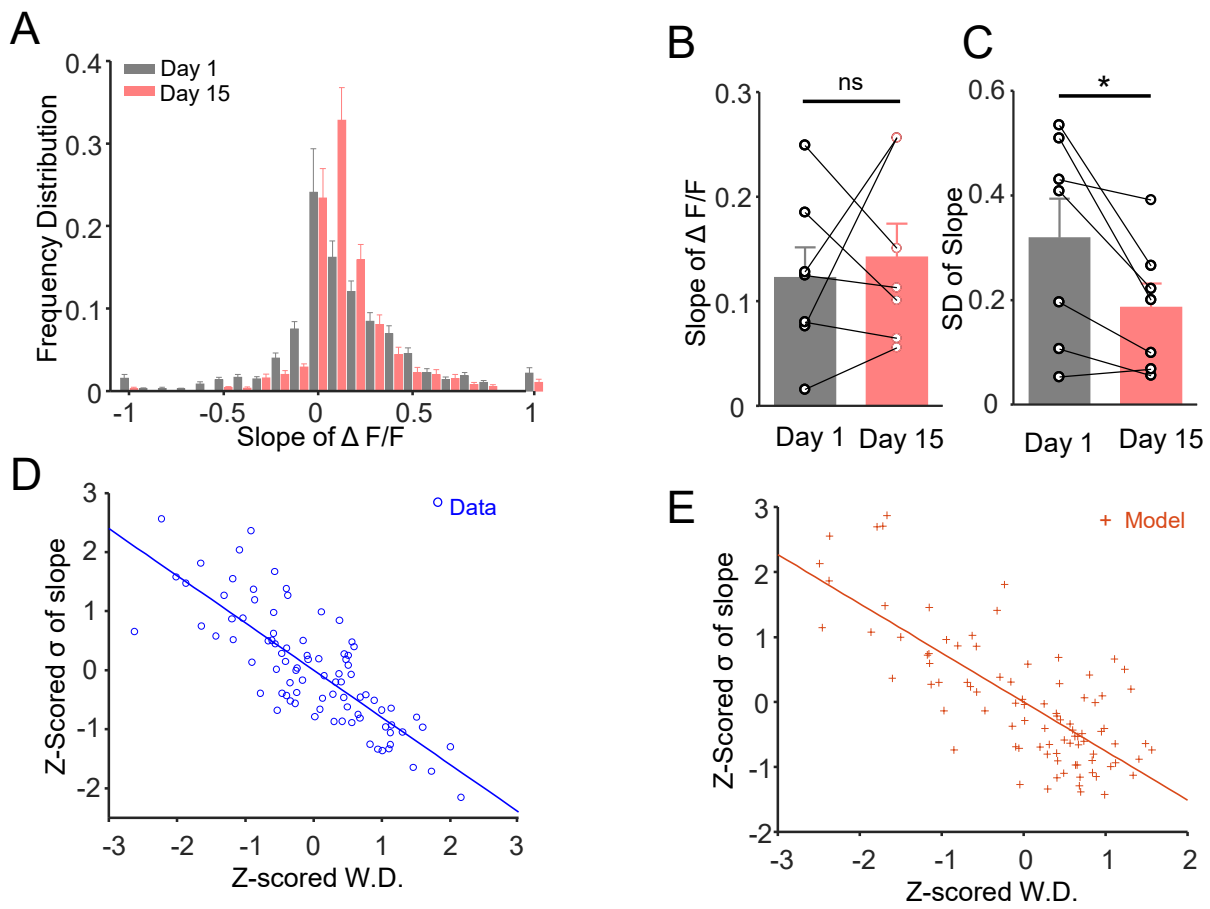 A
Day 1
Day 15
Frequency Distribution
0.4
0.3
0.2
0.1
0
-1
-0.5
0
0.5
1
Slope of Δ F/F
B
ns
Slope of Δ F/F
0.3
0.2
0.1
0
Day 1
Day 15
C
*
SD of Slope
0.6
0.4
0.2
0
Day 1
Day 15
D
Data
Z-Scored σ of slope
3
2
1
0
-1
-2
-3
-2
-1
0
1
2
3
Z-scored W.D.
E
Model
Z-Scored σ of slope
3
2
1
0
-1
-2
-3
-2
-1
0
1
2
Z-scored W.D.